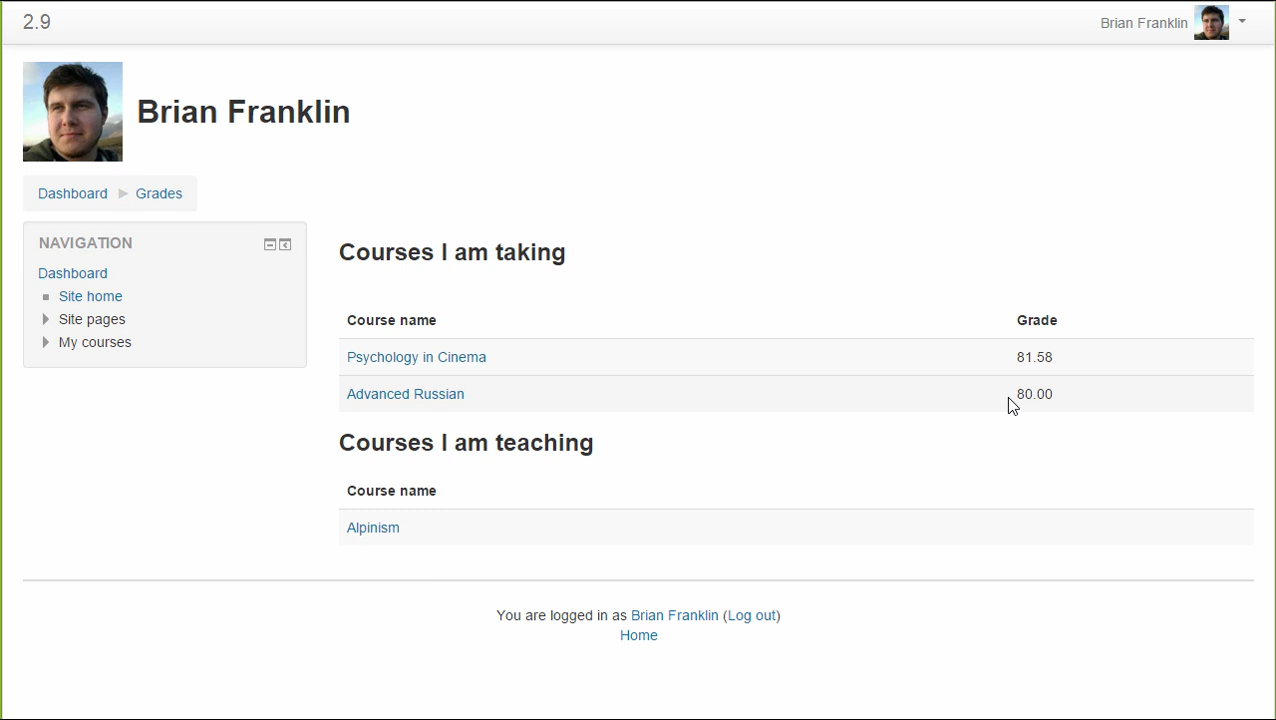 2.9
Brian Franklin
Brian Franklin
Dashboard Grades
NAVIGATION
Dashboard
Site home
Site pages
My courses
Courses I am taking
Course name Grade
Psychology in Cinema 81.58
Advanced Russian 80.00
Courses I am teaching
Course name
Alpinism
You are logged in as Brian Franklin (Log out)
Home